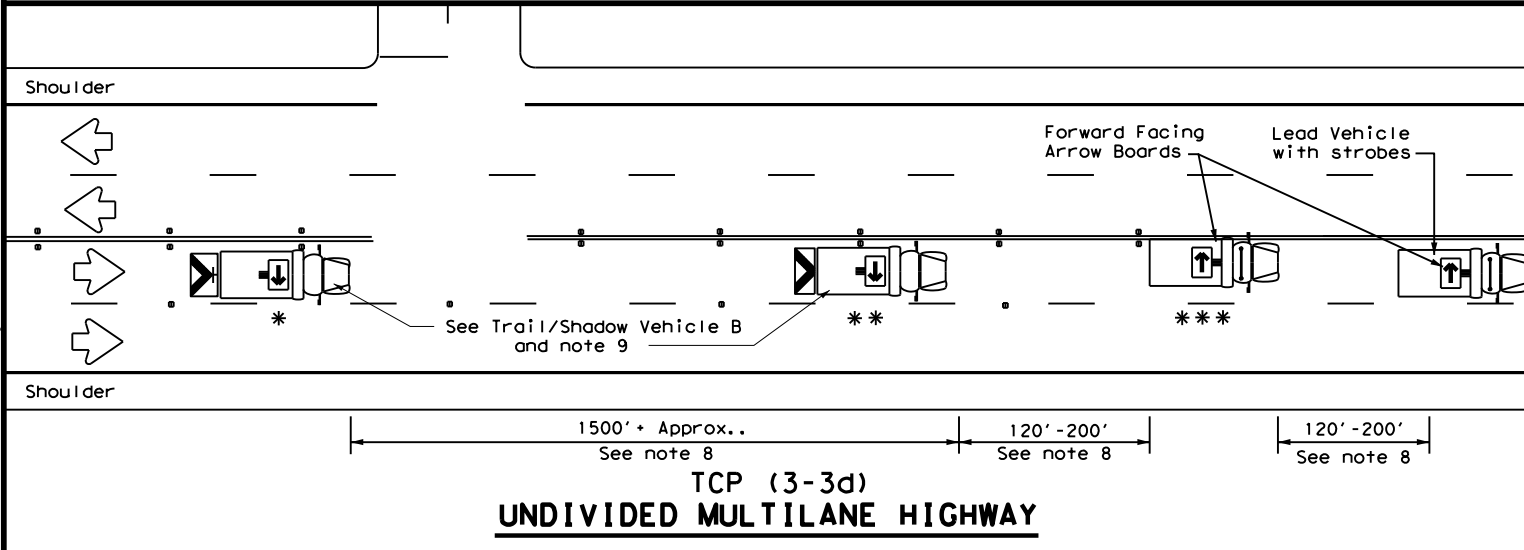 Shoulder
Forward Facing
Arrow Boards
Lead Vehicle
with strobes
*
See Trail/Shadow Vehicle B
and note 9
**
***
Shoulder
1500'+ Approx..
See note 8
120'-200'
See note 8
120'-200'
See note 8
TCP (3-3d)
UNDIVIDED MULTILANE HIGHWAY